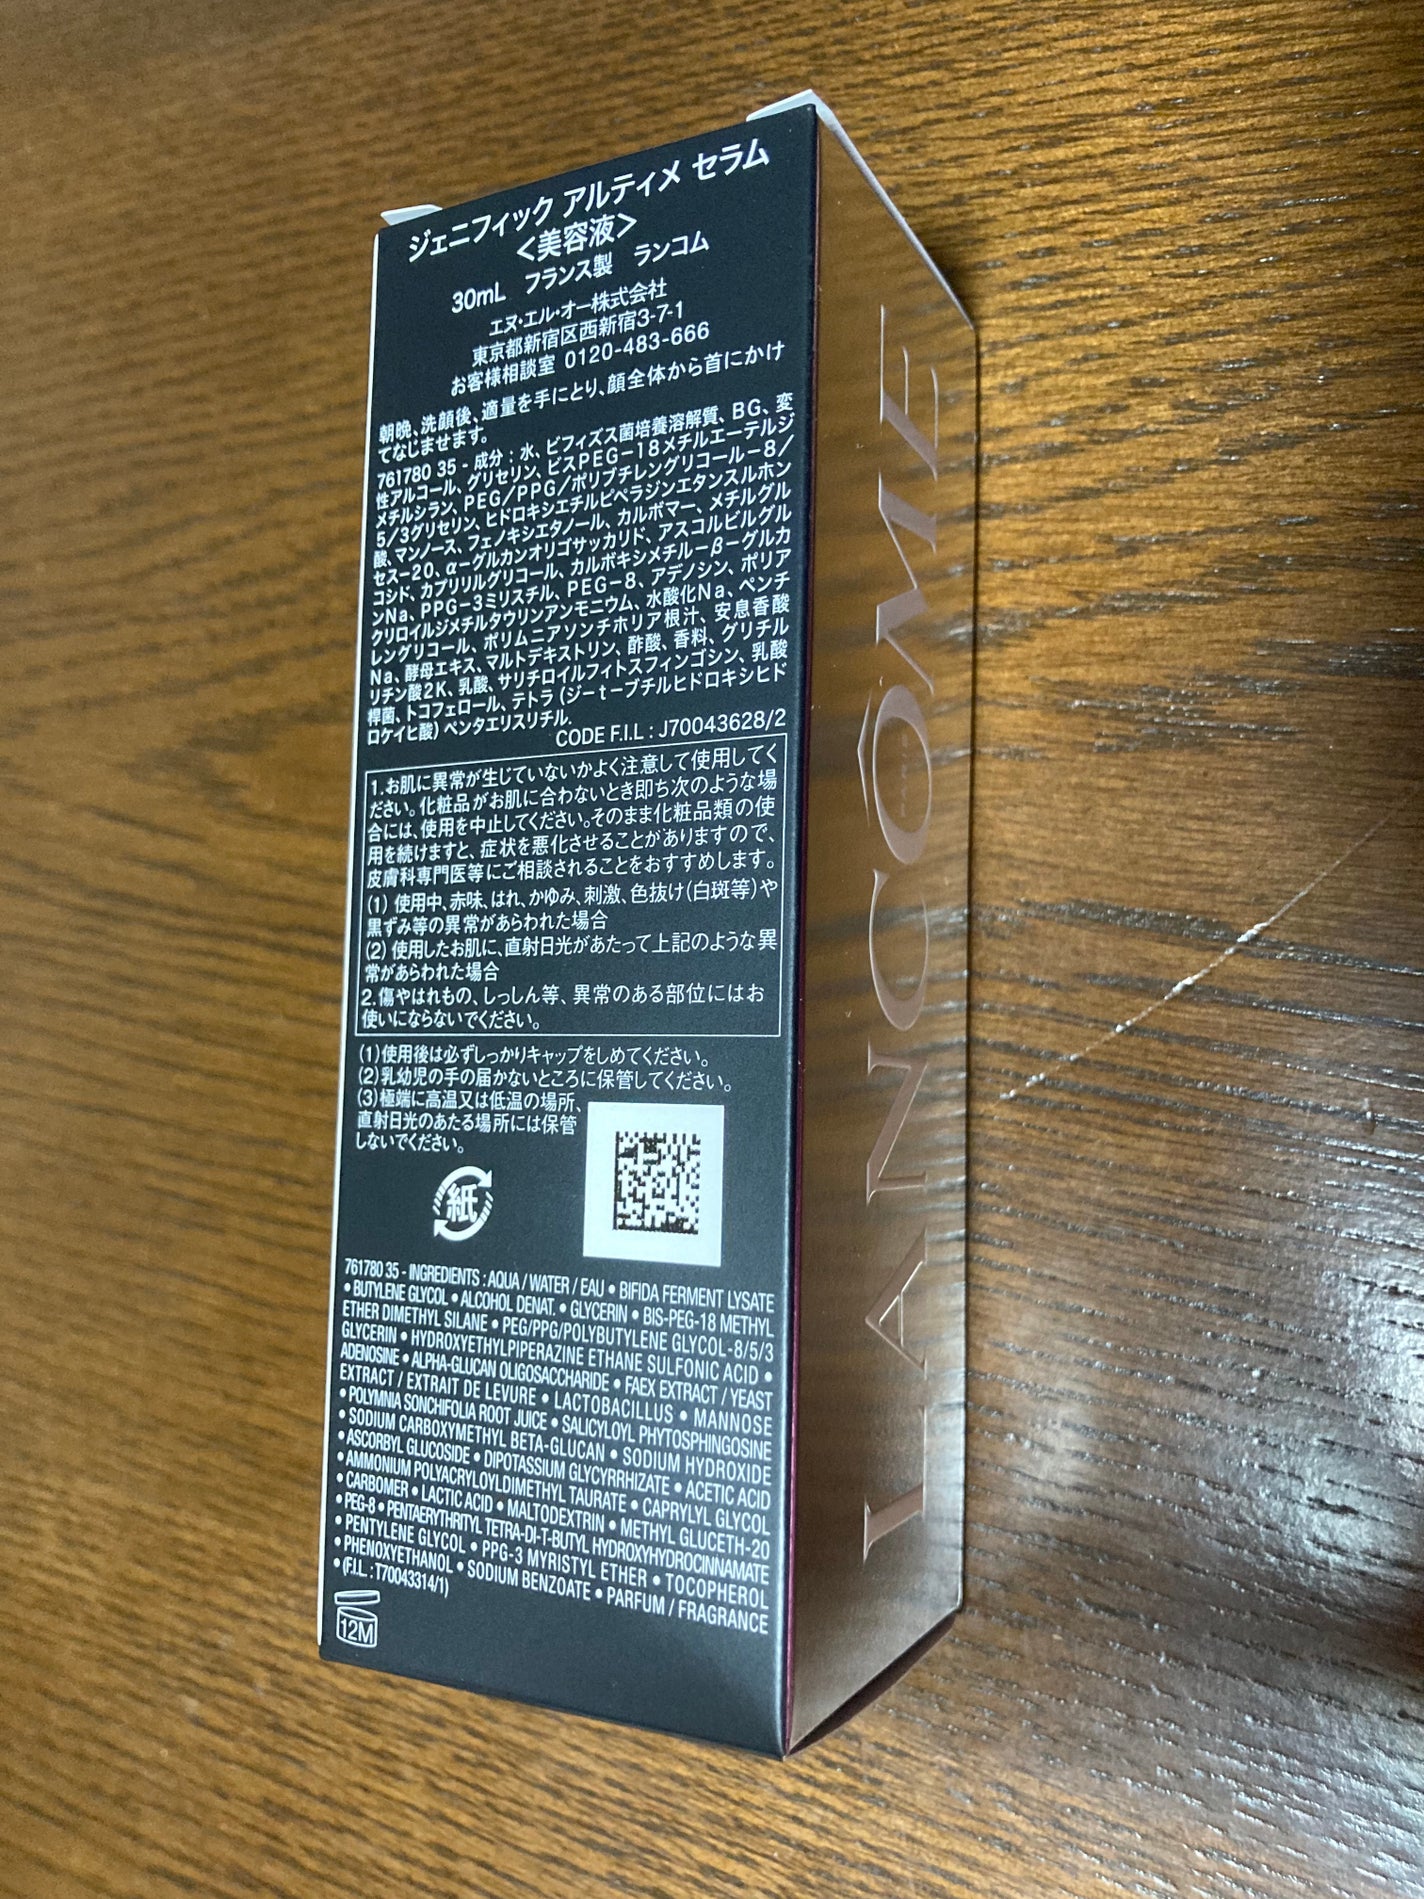 ジェニフィック アルティメ セラム
<美容液>
30mL フランス製 ランコム
エヌ・エル・オー株式会社
東京都新宿区西新宿3-7-1
お客様相談室 0120-483-666
朝晩、洗顔後、適量を手にとり、顔全体から首にかけ
てなじませます。
761780 35 - 成分：水、ビフィズス菌培養溶解質、BG、変
性アルコール、グリセリン、ビスPEG－18メチルエーテルジ
メチルシラン、PEG/PPG/ポリブチレングリコール－8/
5/3グリセリン、ヒドロキシエチルピペラジンエタンスルホン
酸、マンノース、フェノキシエタノール、カルボマー、メチルグル
セス－20、α－グルカンオリゴサッカリド、アスコルビルグル
コシド、カプリリルグリコール、カルボキシメチル－β－グルカ
ンNa、PPG－3ミリスチル、PEG－8、アデノシン、ポリア
クリロイルジメチルタウリンアンモニウム、水酸化Na、ペンチ
レングリコール、ポリムニアソンチホリア根汁、安息香酸
Na、酵母エキス、マルトデキストリン、酢酸、香料、グリチル
リチン酸2K、乳酸、サリチロイルフィトスフィンゴシン、乳酸
桿菌、トコフェロール、テトラ（ジ－t－ブチルヒドロキシヒド
ロケイヒ酸）ペンタエリスリチル.
CODE F.I.L : J70043628/2
1.お肌に異常が生じていないかよく注意して使用してく
ださい。化粧品がお肌に合わないとき即ち次のような場
合には、使用を中止してください。そのまま化粧品類の使
用を続けますと、症状を悪化させることがありますので、
皮膚科専門医等にご相談されることをおすすめします。
(1) 使用中、赤味、はれ、かゆみ、刺激、色抜け(白斑等)や
黒ずみ等の異常があらわれた場合
(2) 使用したお肌に、直射日光があたって上記のような異
常があらわれた場合
2.傷やはれもの、しっしん等、異常のある部位にはお
使いにならないでください。
(1)使用後は必ずしっかりキャップをしめてください。
(2)乳幼児の手の届かないところに保管してください。
(3)極端に高温又は低温の場所、
直射日光のあたる場所には保管
しないでください。
紙
761780 35 - INGREDIENTS : AQUA / WATER / EAU • BIFIDA FERMENT LYSATE
• BUTYLENE GLYCOL • ALCOHOL DENAT. • GLYCERIN • BIS-PEG-18 METHYL
ETHER DIMETHYL SILANE • PEG/PPG/POLYBUTYLENE GLYCOL-8/5/3
GLYCERIN • HYDROXYETHYLPIPERAZINE ETHANE SULFONIC ACID •
ADENOSINE • ALPHA-GLUCAN OLIGOSACCHARIDE • FAEX EXTRACT / YEAST
EXTRACT / EXTRAIT DE LEVURE • LACTOBACILLUS • MANNOSE
• POLYMNIA SONCHIFOLIA ROOT JUICE • SALICYLOYL PHYTOSPHINGOSINE
• SODIUM CARBOXYMETHYL BETA-GLUCAN • SODIUM HYDROXIDE
• ASCORBYL GLUCOSIDE • DIPOTASSIUM GLYCYRRHIZATE • ACETIC ACID
• AMMONIUM POLYACRYLOYLDIMETHYL TAURATE • CAPRYLYL GLYCOL
• CARBOMER • LACTIC ACID • MALTODEXTRIN • METHYL GLUCETH-20
• PEG-8 • PENTAERYTHRITYL TETRA-DI-T-BUTYL HYDROXYHYDROCINNAMATE
• PENTYLENE GLYCOL • PPG-3 MYRISTYL ETHER • TOCOPHEROL
• PHENOXYETHANOL • SODIUM BENZOATE • PARFUM / FRAGRANCE
• (F.I.L. : T70043314/1)
12M
LANCÔME